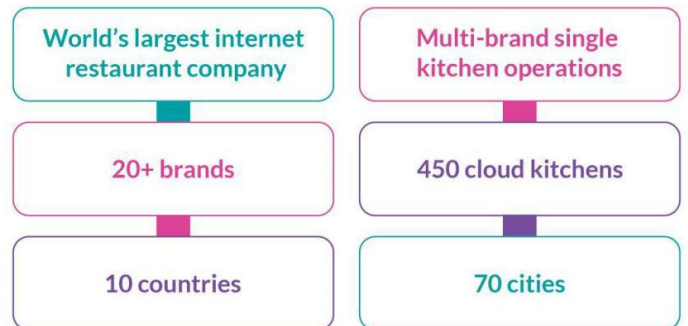 World’s largest internet
restaurant company
20+ brands
10 countries
Multi-brand single
kitchen operations
450 cloud kitchens
70 cities